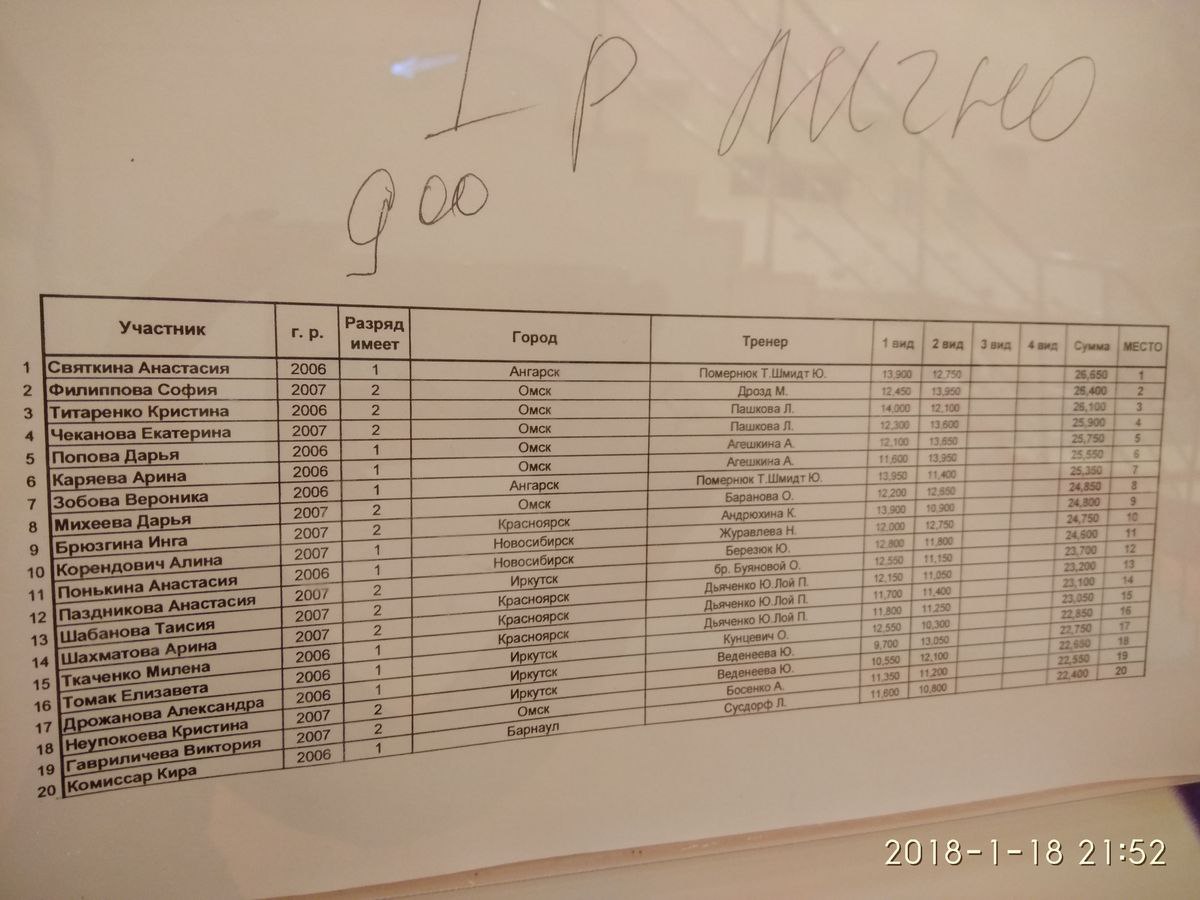 I р лично
9 00
Участник г. р. Разряд имеет Город Тренер 1 вид 2 вид 3 вид 4 вид Сумма МЕСТО
1 Святкина Анастасия 2006 1 Ангарск Помернюк Т.Шмидт Ю. 13,900 12,750 26,650 1
2 Филиппова София 2007 2 Омск Дрозд М. 12,450 13,950 26,400 2
3 Титаренко Кристина 2006 2 Омск Пашкова Л. 14,000 12,100 26,100 3
4 Чеканова Екатерина 2007 2 Омск Пашкова Л. 12,300 13,600 25,900 4
5 Попова Дарья 2006 1 Омск Агешкина А. 12,100 13,650 25,750 5
6 Каряева Арина 2006 1 Омск Агешкина А. 11,600 13,950 25,550 6
7 Зобова Вероника 2006 1 Ангарск Помернюк Т.Шмидт Ю. 13,950 11,400 25,350 7
8 Михеева Дарья 2007 2 Омск Баранова О. 12,200 12,650 24,850 8
9 Брюзгина Инга 2007 2 Красноярск Андрюхина К. 13,900 10,900 24,800 9
10 Корендович Алина 2007 1 Новосибирск Журавлева Н. 12,000 12,750 24,750 10
11 Понькина Анастасия 2006 1 Новосибирск Березюк Ю. 12,800 11,800 24,600 11
12 Паздникова Анастасия 2007 2 Иркутск бр. Буяновой О. 12,550 11,150 23,700 12
13 Шабанова Таисия 2007 2 Красноярск Дьяченко Ю.Лой П. 12,150 11,050 23,200 13
14 Шахматова Арина 2007 2 Красноярск Дьяченко Ю.Лой П. 11,700 11,400 23,100 14
15 Ткаченко Милена 2006 1 Красноярск Дьяченко Ю.Лой П. 11,800 11,250 23,050 15
16 Томак Елизавета 2006 1 Иркутск Кунцевич О. 12,550 10,300 22,850 16
17 Дрожанова Александра 2006 1 Иркутск Веденеева Ю. 9,700 13,050 22,750 17
18 Неупокоева Кристина 2007 2 Иркутск Веденеева Ю. 10,550 12,100 22,650 18
19 Гавриличева Виктория 2007 2 Омск Босенко А. 11,350 11,200 22,550 19
20 Комиссар Кира 2006 1 Барнаул Сусдорф Л. 11,600 10,800 22,400 20
2018-1-18 21:52